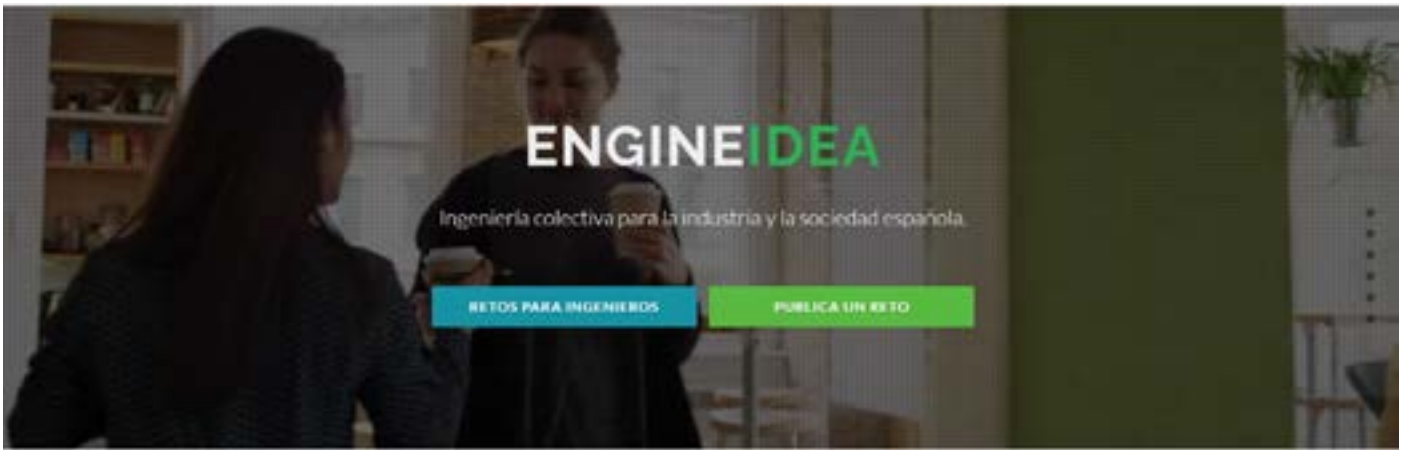 ENGINEIDEA
Ingeniería colectiva para la industria y la sociedad española.
RETOS PARA INGENIEROS
PUBLICA UN RETO